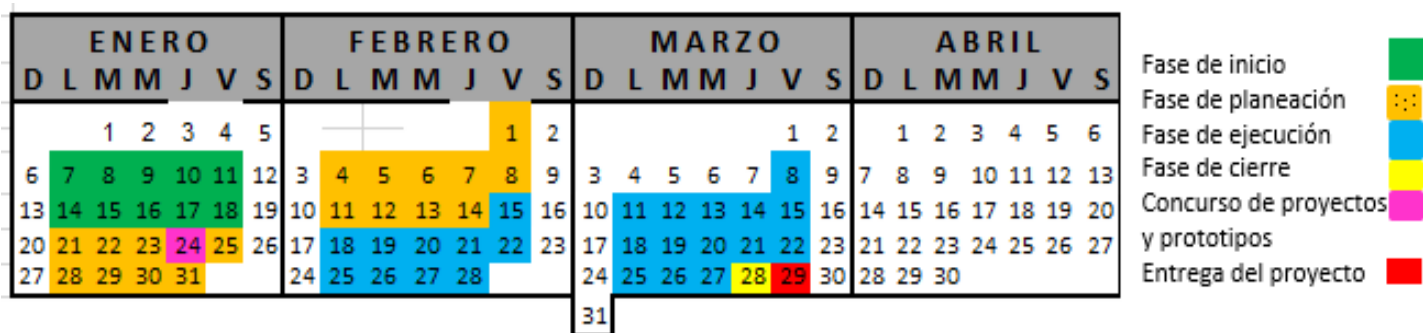 ENERO FEBRERO MARZO ABRIL
D L M M J V S D L M M J V S D L M M J V S D L M M J V S
1 2 3 4 5 1 2 1 2 1 2 3 4 5 6
6 7 8 9 10 11 12 3 4 5 6 7 8 9 3 4 5 6 7 8 9 7 8 9 10 11 12 13
13 14 15 16 17 18 19 10 11 12 13 14 15 16 10 11 12 13 14 15 16 14 15 16 17 18 19 20
20 21 22 23 24 25 26 17 18 19 20 21 22 23 17 18 19 20 21 22 23 21 22 23 24 25 26 27
27 28 29 30 31 24 25 26 27 28 24 25 26 27 28 29 30 28 29 30
31
Fase de inicio
Fase de planeación
Fase de ejecución
Fase de cierre
Concurso de proyectos
y prototipos
Entrega del proyecto